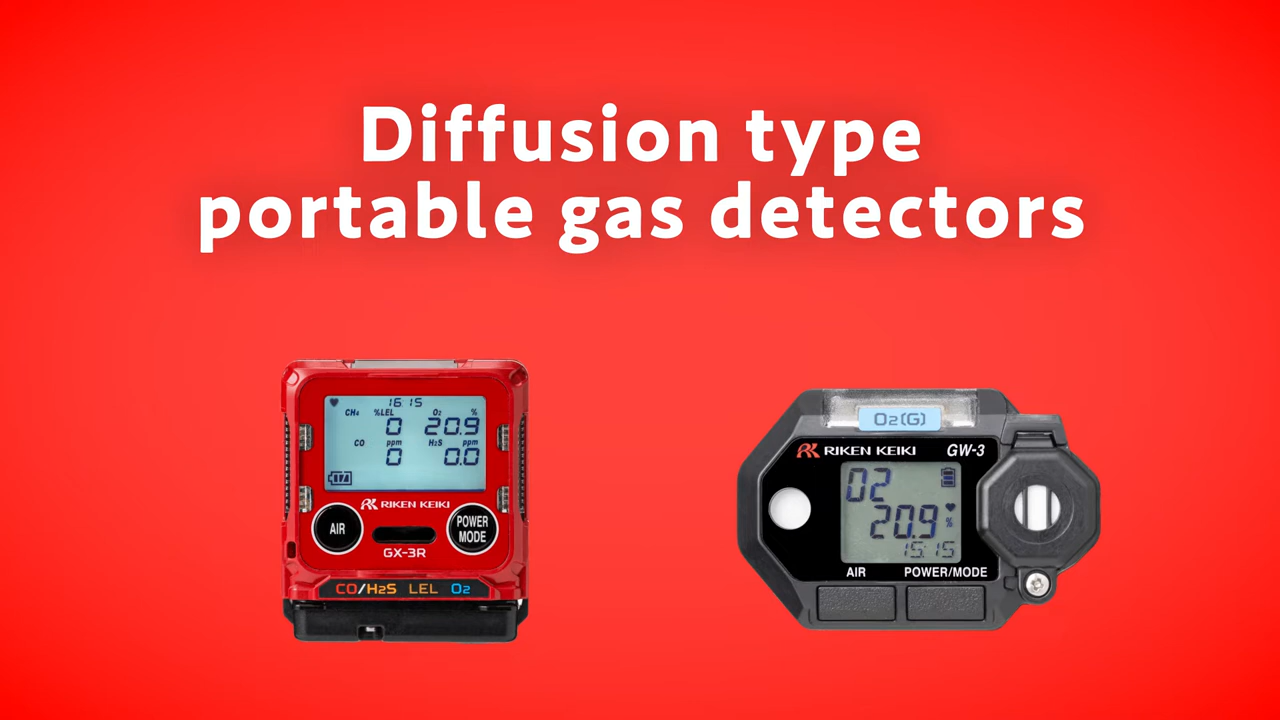 Diffusion type
portable gas detectors
16:15
CH4 %LEL O2 %
0 20.9
CO ppm H2S ppm
0 0.0
RIKEN KEIKI
AIR
POWER
MODE
GX-3R
CO/H2S LEL O2
O2(G)
RIKEN KEIKI GW-3
O2
20.9 %
15:15
AIR POWER/MODE